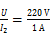 U/I₂ = 220 V/1 A